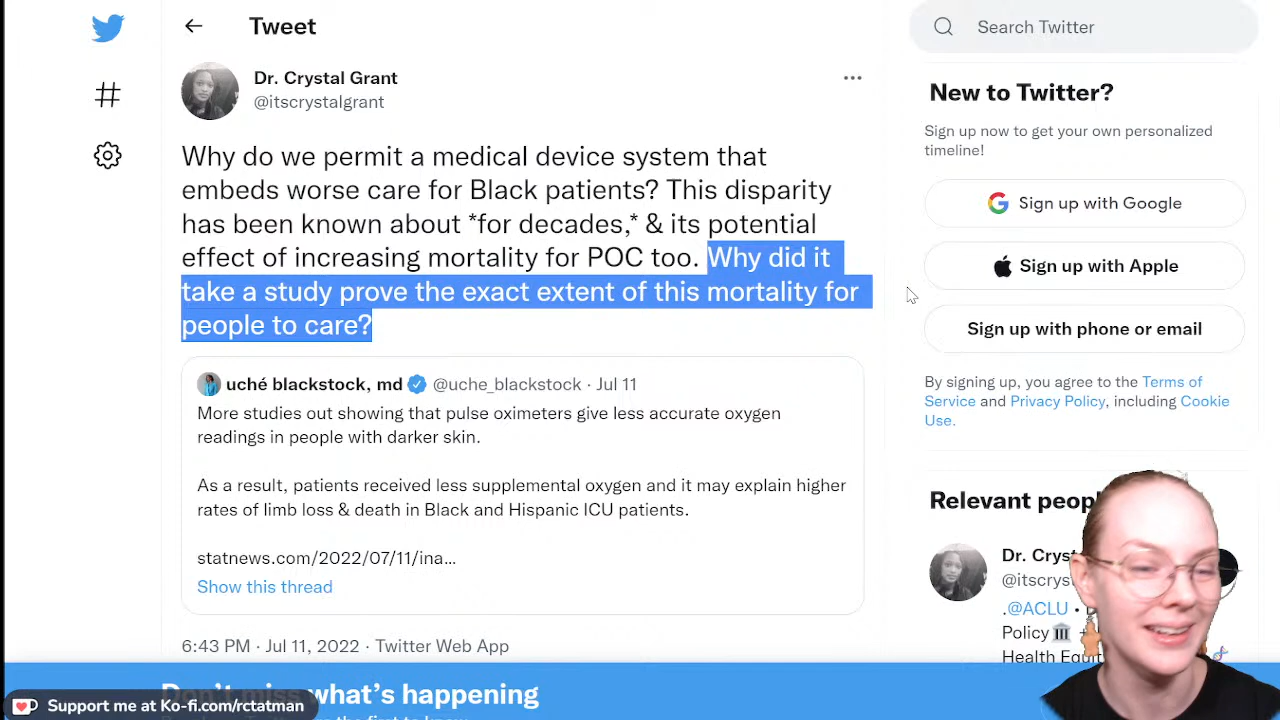 Tweet
Search Twitter
Dr. Crystal Grant
@itscrystalgrant
Why do we permit a medical device system that
embeds worse care for Black patients? This disparity
has been known about *for decades,* & its potential
effect of increasing mortality for POC too. Why did it
take a study prove the exact extent of this mortality for
people to care?
uché blackstock, md @uche_blackstock · Jul 11
More studies out showing that pulse oximeters give less accurate oxygen
readings in people with darker skin.
As a result, patients received less supplemental oxygen and it may explain higher
rates of limb loss & death in Black and Hispanic ICU patients.
statnews.com/2022/07/11/ina...
Show this thread
6:43 PM · Jul 11, 2022 · Twitter Web App
New to Twitter?
Sign up now to get your own personalized
timeline!
Sign up with Google
Sign up with Apple
Sign up with phone or email
By signing up, you agree to the Terms of
Service and Privacy Policy, including Cookie
Use.
Relevant peop
Dr. Cryst
@itscryst
.@ACLU •
Policy
Health Equit
Don't miss what's happening
Support me at Ko-fi.com/rctatman